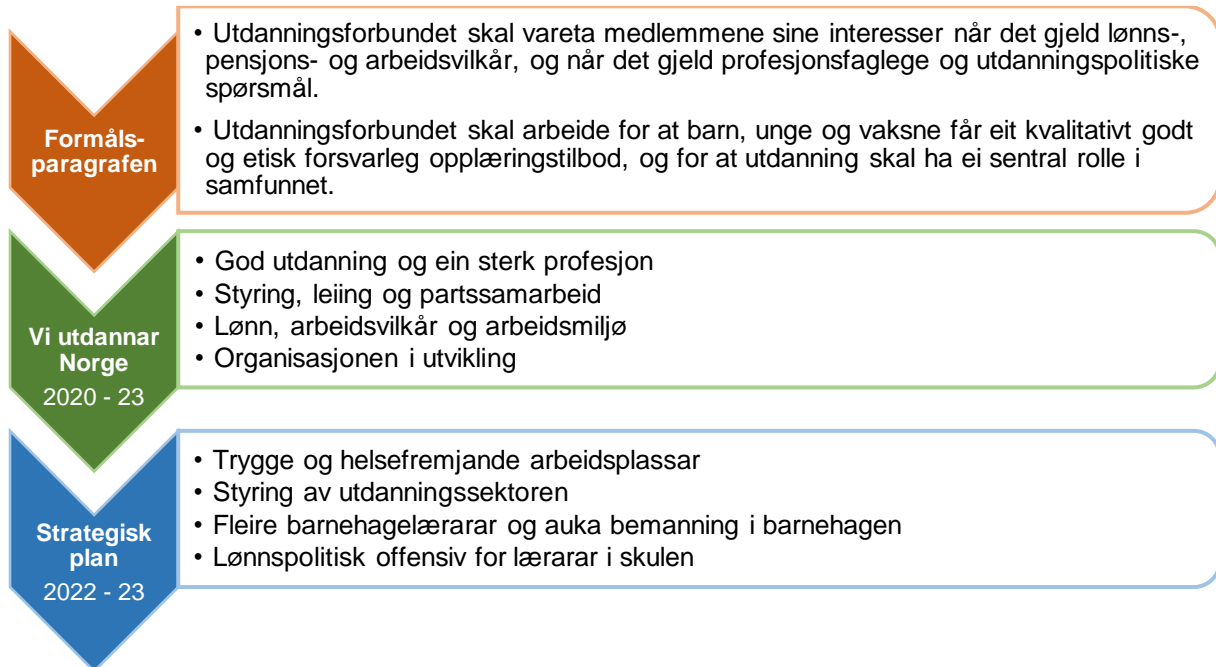 Formåls-
paragrafen
• Utdanningsforbundet skal vareta medlemmene sine interesser når det gjeld lønns-,
pensjons- og arbeidsvilkår, og når det gjeld profesjonsfaglege og utdanningspolitiske
spørsmål.
• Utdanningsforbundet skal arbeide for at barn, unge og vaksne får eit kvalitativt godt
og etisk forsvarleg opplæringstilbod, og for at utdanning skal ha ei sentral rolle i
samfunnet.
Vi utdannar
Norge
2020 - 23
• God utdanning og ein sterk profesjon
• Styring, leiing og partssamarbeid
• Lønn, arbeidsvilkår og arbeidsmiljø
• Organisasjonen i utvikling
Strategisk
plan
2022 - 23
• Trygge og helsefremjande arbeidsplassar
• Styring av utdanningssektoren
• Fleire barnehagelærarar og auka bemanning i barnehagen
• Lønnspolitisk offensiv for lærarar i skulen